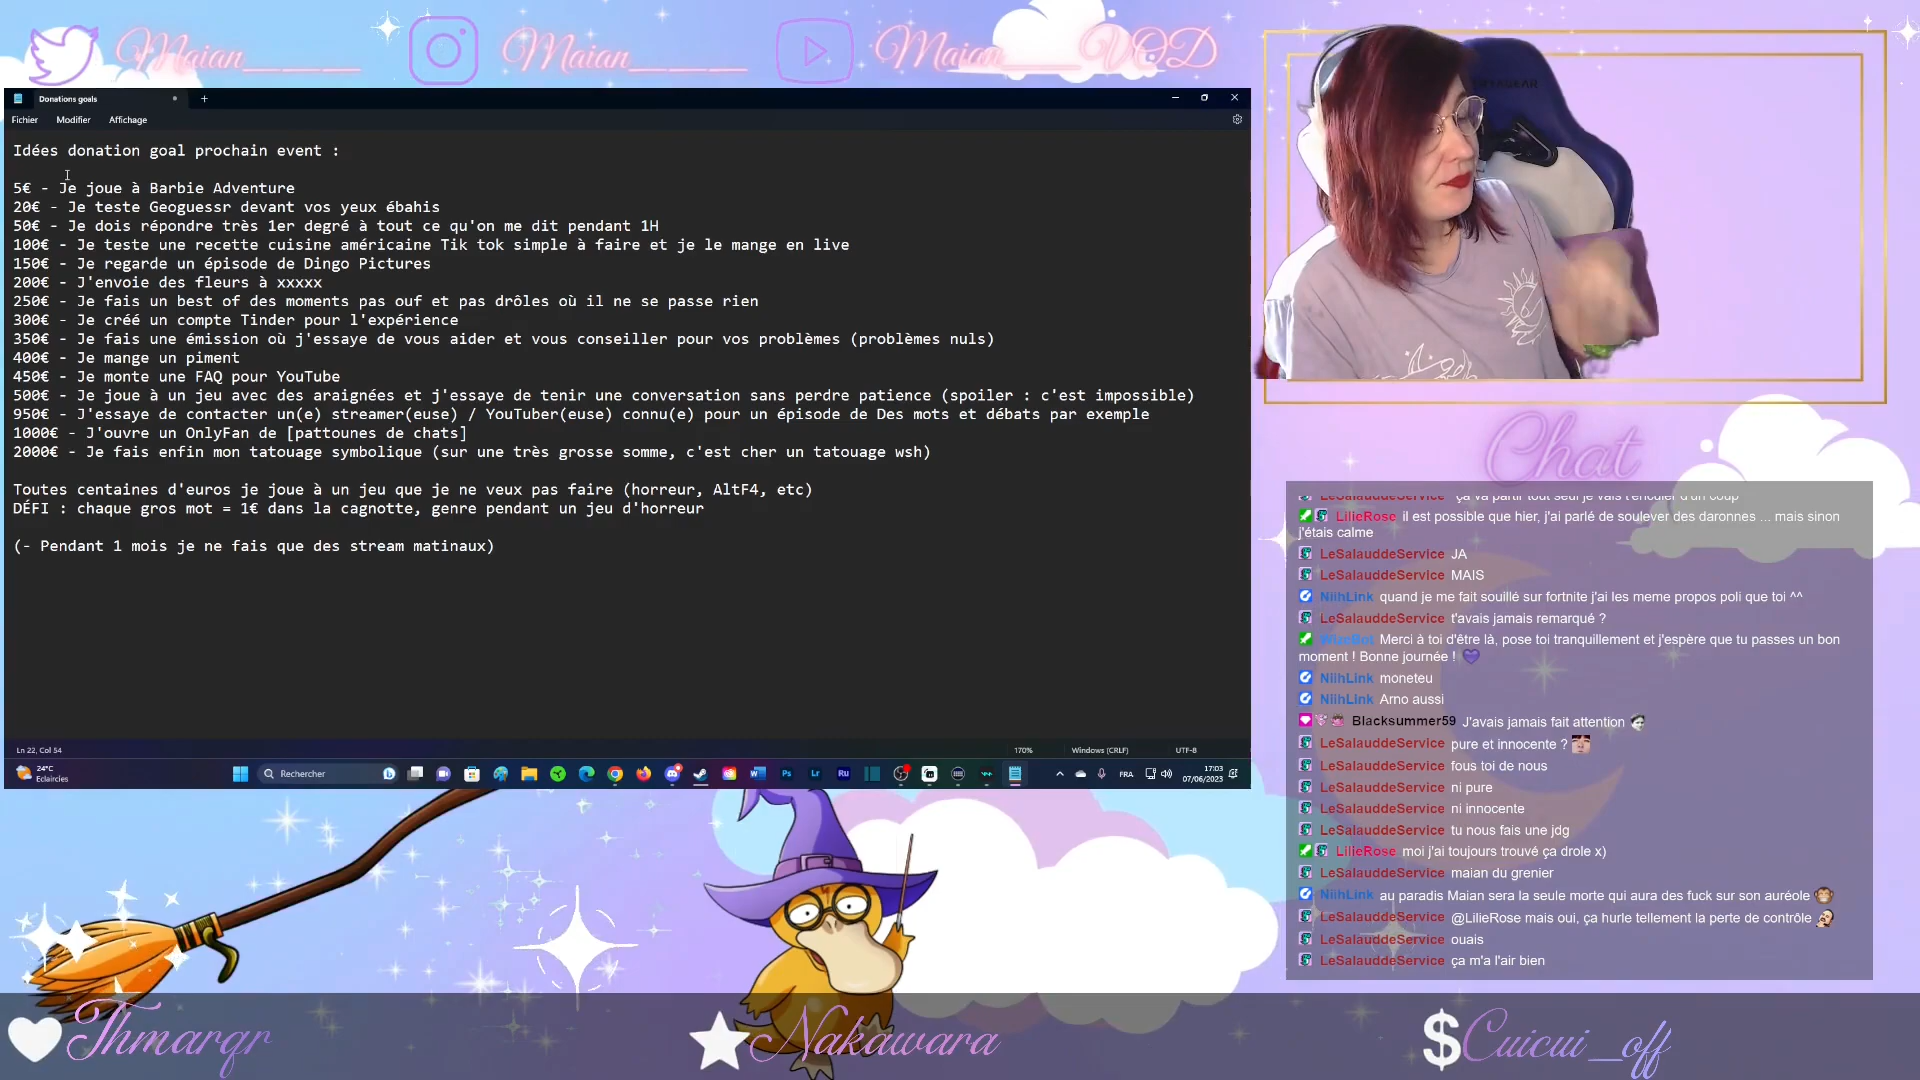 Maian______
Maian______
Maian____VOD
Donations goals
Fichier
Modifier
Affichage
Idées donation goal prochain event :
5€ - Je joue à Barbie Adventure
20€ - Je teste Geoguessr devant vos yeux ébahis
50€ - Je dois répondre très 1er degré à tout ce qu'on me dit pendant 1H
100€ - Je teste une recette cuisine américaine Tik tok simple à faire et je le mange en live
150€ - Je regarde un épisode de Dingo Pictures
200€ - J'envoie des fleurs à xxxxx
250€ - Je fais un best of des moments pas ouf et pas drôles où il ne se passe rien
300€ - Je créé un compte Tinder pour l'expérience
350€ - Je fais une émission où j'essaye de vous aider et vous conseiller pour vos problèmes (problèmes nuls)
400€ - Je mange un piment
450€ - Je monte une FAQ pour YouTube
500€ - Je joue à un jeu avec des araignées et j'essaye de tenir une conversation sans perdre patience (spoiler : c'est impossible)
950€ - J'essaye de contacter un(e) streamer(euse) / YouTuber(euse) connu(e) pour un épisode de Des mots et débats par exemple
1000€ - J'ouvre un OnlyFan de [pattounes de chats]
2000€ - Je fais enfin mon tatouage symbolique (sur une très grosse somme, c'est cher un tatouage wsh)
Toutes centaines d'euros je joue à un jeu que je ne veux pas faire (horreur, AltF4, etc)
DÉFI : chaque gros mot = 1€ dans la cagnotte, genre pendant un jeu d'horreur
(- Pendant 1 mois je ne fais que des stream matinaux)
Ln 22, Col 54
170%
Windows (CRLF)
UTF-8
24°C
Eclaircies
Rechercher
FRA
17:03
07/06/2023
Chat
LeSalauddeService ça va partir tout seul je vais t'enculer d'un coup
LilieRose il est possible que hier, j'ai parlé de soulever des daronnes ... mais sinon
j'étais calme
LeSalauddeService JA
LeSalauddeService MAIS
NiihLink quand je me fait souillé sur fortnite j'ai les meme propos poli que toi ^^
LeSalauddeService t'avais jamais remarqué ?
WizeBot Merci à toi d'être là, pose toi tranquillement et j'espère que tu passes un bon
moment ! Bonne journée !
NiihLink moneteu
NiihLink Arno aussi
Blacksummer59 J'avais jamais fait attention
LeSalauddeService pure et innocente ?
LeSalauddeService fous toi de nous
LeSalauddeService ni pure
LeSalauddeService ni innocente
LeSalauddeService tu nous fais une jdg
LilieRose moi j'ai toujours trouvé ça drole x)
LeSalauddeService maian du grenier
NiihLink au paradis Maian sera la seule morte qui aura des fuck sur son auréole
LeSalauddeService @LilieRose mais oui, ça hurle tellement la perte de contrôle
LeSalauddeService ouais
LeSalauddeService ça m'a l'air bien
Thmarqr
Nakawara
Cuicui_off